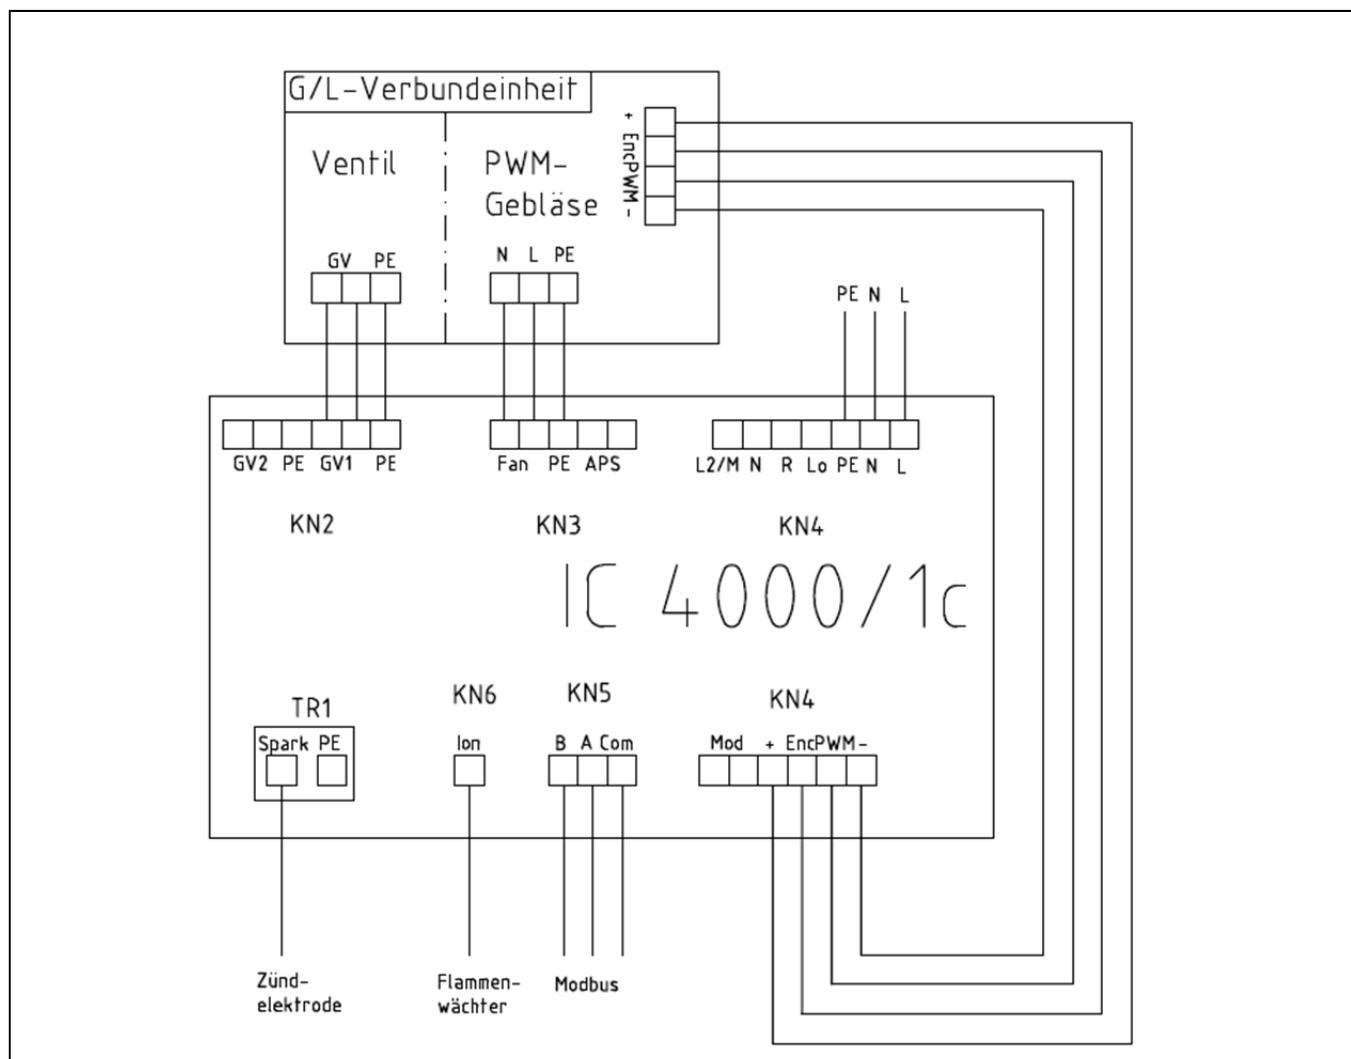 G/L-Verbundeinheit
Ventil
PWM-
Gebläse
+ EncPWM -
GV PE
N L PE
PE N L
GV2 PE GV1 PE
Fan PE APS
L2/M N R Lo PE N L
KN2
KN3
KN4
IC 4000/1c
TR1
KN6
KN5
KN4
Spark PE
Ion
B A Com
Mod + EncPWM -
Zünd-
elektrode
Flammen-
wächter
Modbus